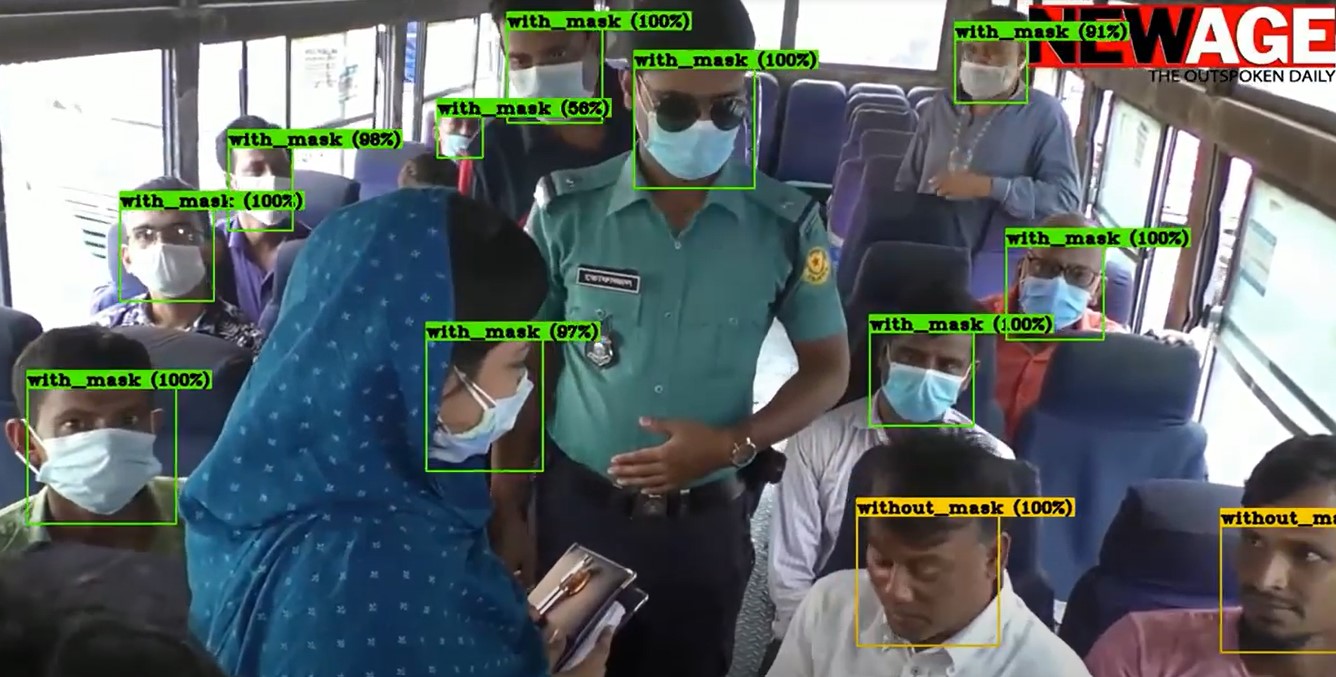 with_mask (100%)
with_mask (91%)
NEWAGE
THE OUTSPOKEN DAILY
with_mask (100%)
with_mask (56%)
with_mask (98%)
with_mask (100%)
with_mask (100%)
with_mask (100%)
with_mask (97%)
with_mask (100%)
without_mask (100%)
without_ma